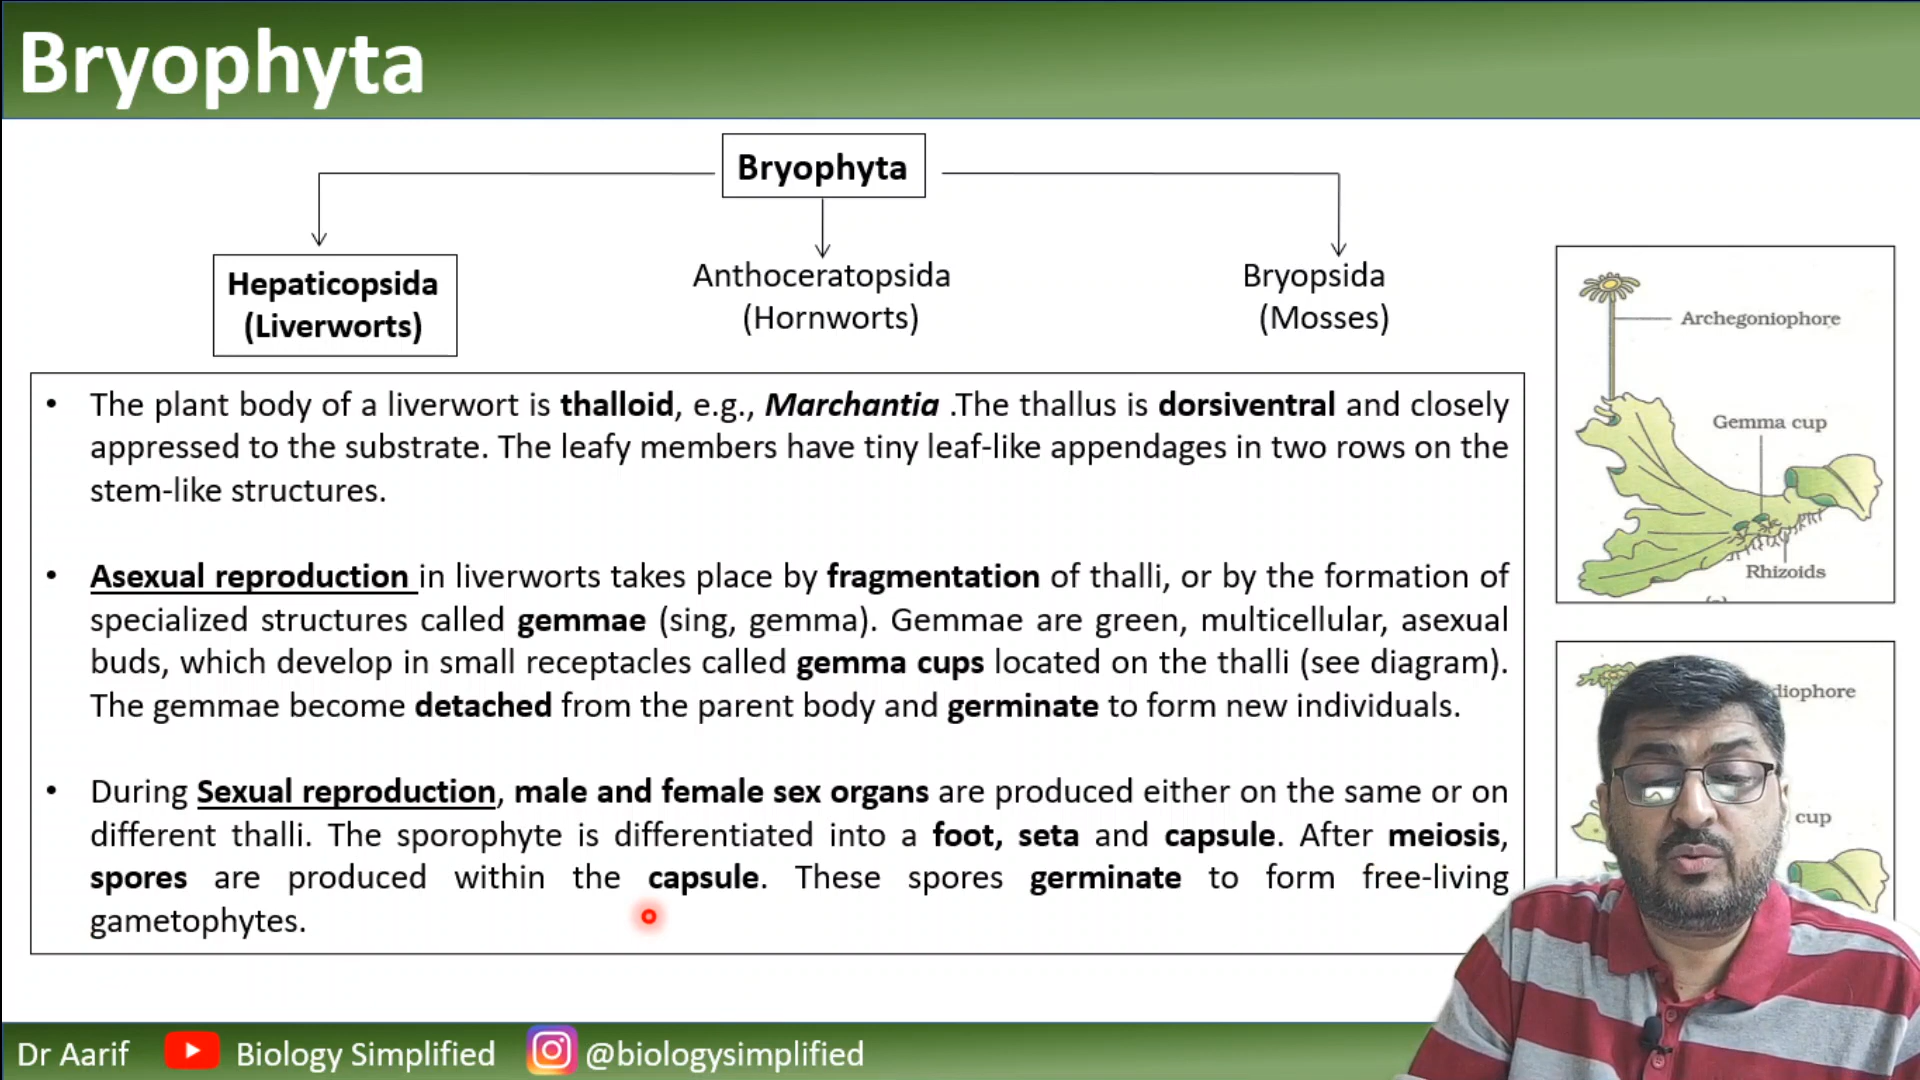 Bryophyta
Bryophyta
Hepaticopsida
(Liverworts)
Anthoceratopsida
(Hornworts)
Bryopsida
(Mosses)
• The plant body of a liverwort is thalloid, e.g., Marchantia .The thallus is dorsiventral and closely
appressed to the substrate. The leafy members have tiny leaf-like appendages in two rows on the
stem-like structures.
• Asexual reproduction in liverworts takes place by fragmentation of thalli, or by the formation of
specialized structures called gemmae (sing, gemma). Gemmae are green, multicellular, asexual
buds, which develop in small receptacles called gemma cups located on the thalli (see diagram).
The gemmae become detached from the parent body and germinate to form new individuals.
• During Sexual reproduction, male and female sex organs are produced either on the same or on
different thalli. The sporophyte is differentiated into a foot, seta and capsule. After meiosis,
spores are produced within the capsule. These spores germinate to form free-living
gametophytes.
Archegoniophore
Gemma cup
Rhizoids
diophore
cup
Dr Aarif
Biology Simplified
@biologysimplified